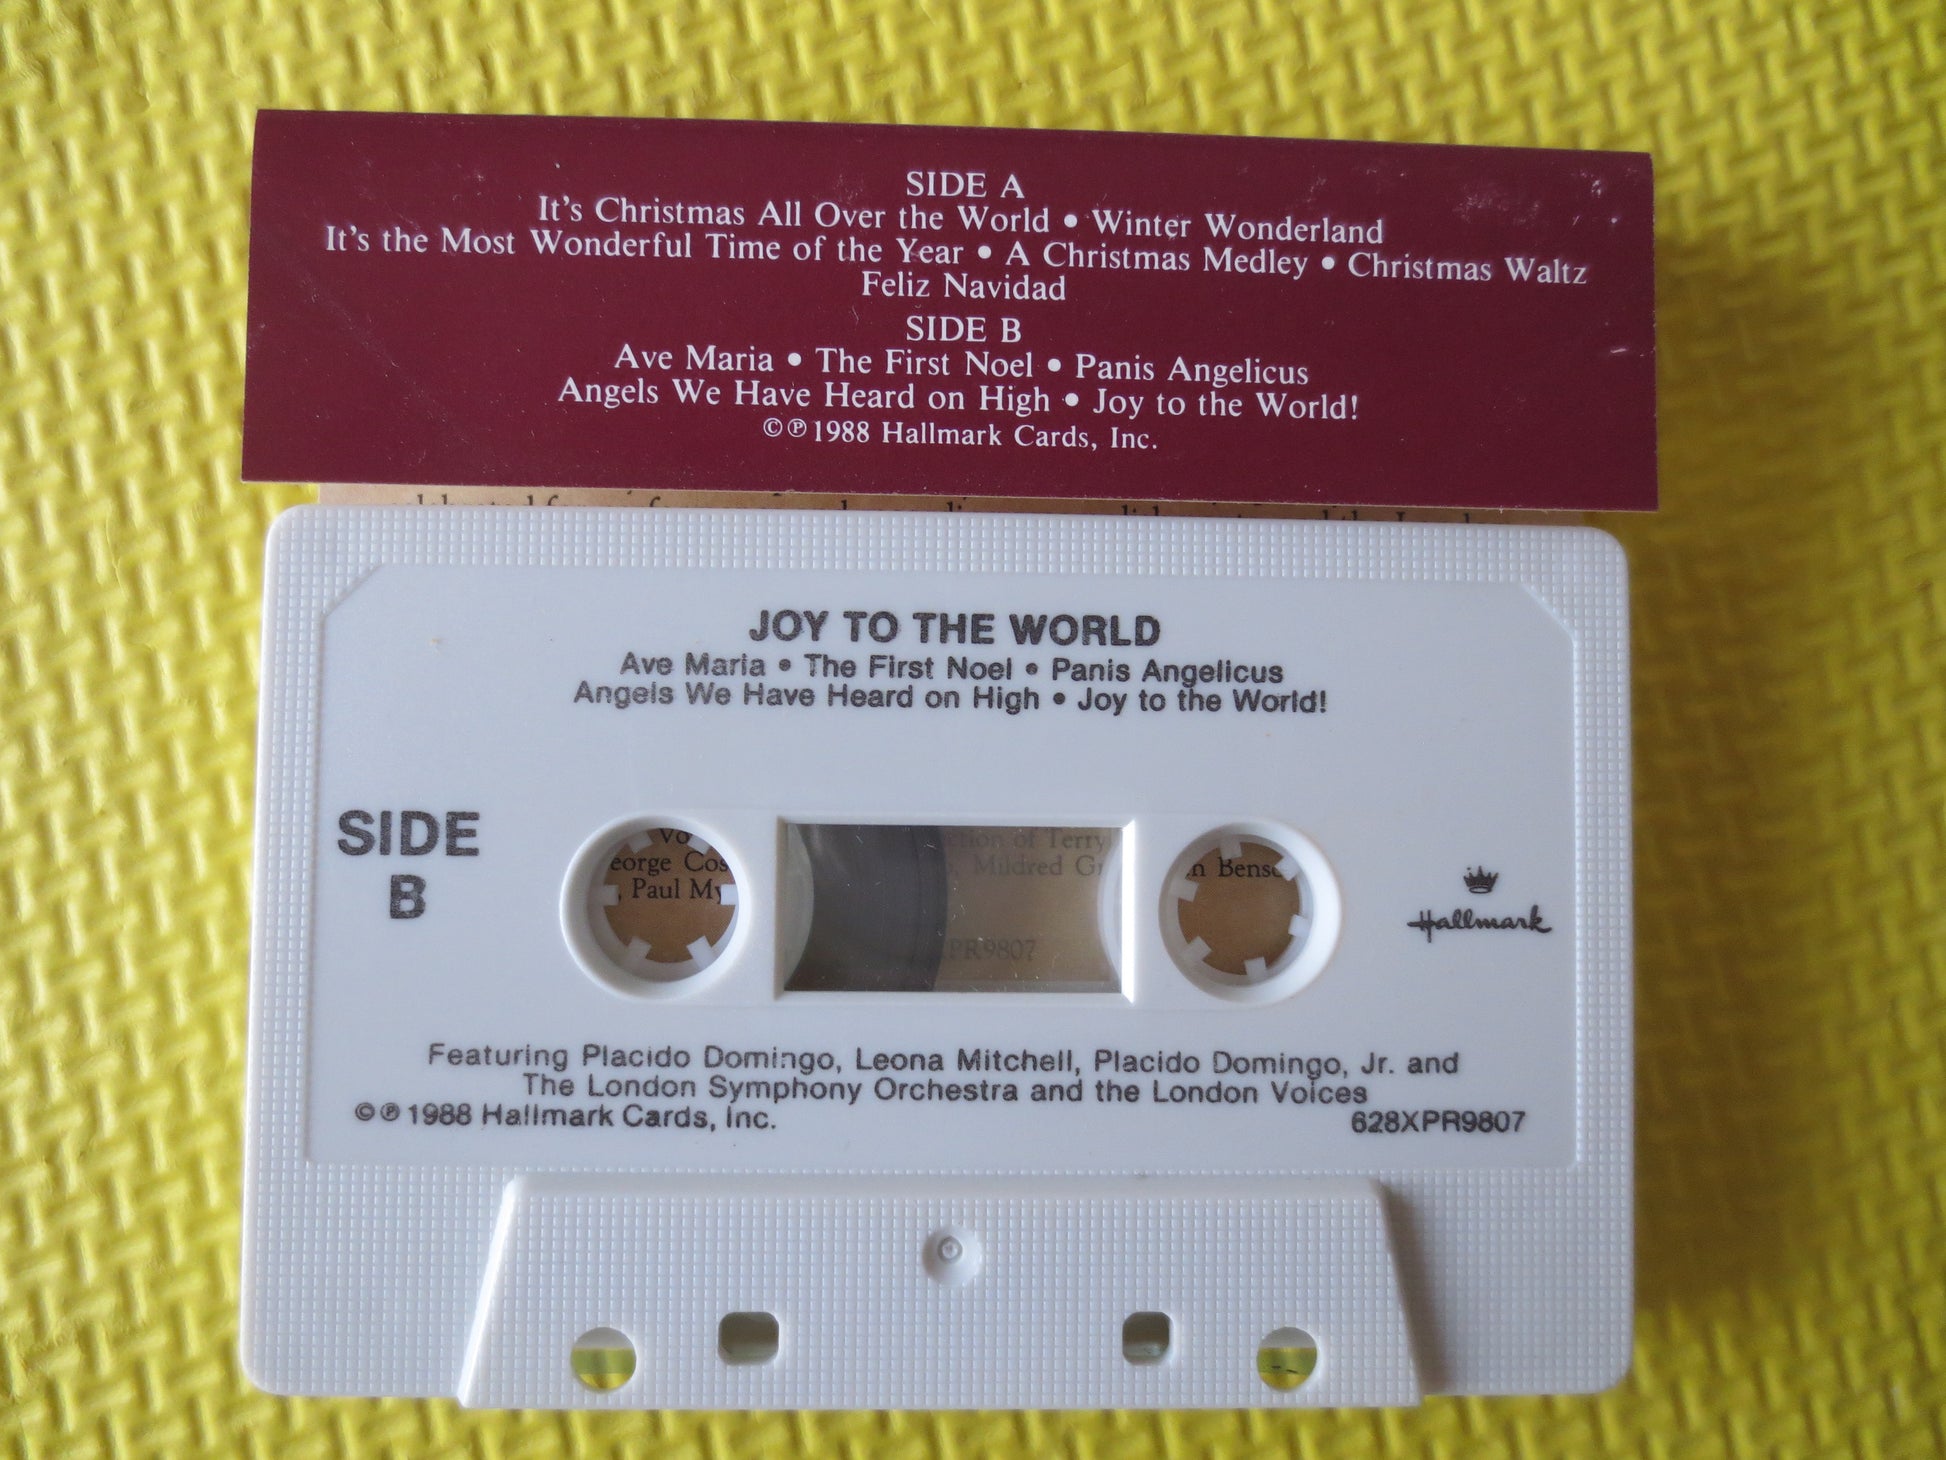 SIDE A
It's Christmas All Over the World • Winter Wonderland
It's the Most Wonderful Time of the Year • A Christmas Medley • Christmas Waltz
Feliz Navidad
SIDE B
Ave Maria • The First Noel • Panis Angelicus
Angels We Have Heard on High • Joy to the World!
©℗ 1988 Hallmark Cards, Inc.
JOY TO THE WORLD
Ave Maria • The First Noel • Panis Angelicus
Angels We Have Heard on High • Joy to the World!
SIDE
B
of Terry
Mildred
Paul
Hallmark
Featuring Placido Domingo, Leona Mitchell, Placido Domingo, Jr. and
The London Symphony Orchestra and the London Voices
©℗ 1988 Hallmark Cards, Inc. 628XPR9807